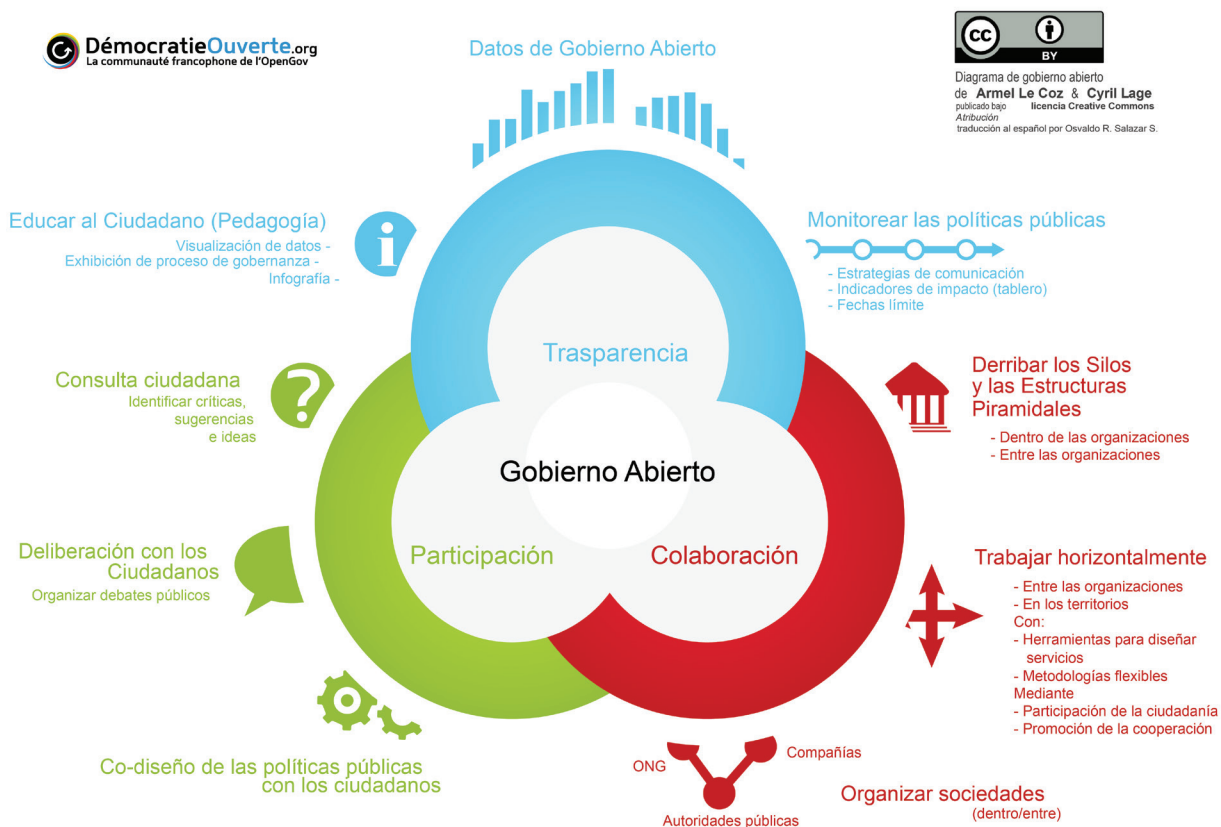 DémocratieOuverte.org
La communauté francophone de l'OpenGov
Datos de Gobierno Abierto
cc
BY
Diagrama de gobierno abierto
de Armel Le Coz & Cyril Lage
publicado bajo licencia Creative Commons
Atribución
traducción al español por Osvaldo R. Salazar S.
Educar al Ciudadano (Pedagogía)
Visualización de datos -
Exhibición de proceso de gobernanza -
Infografía -
i
Monitorear las políticas públicas
- Estrategias de comunicación
- Indicadores de impacto (tablero)
- Fechas límite
Trasparencia
Consulta ciudadana
Identificar críticas,
sugerencias
e ideas
?
Derribar los Silos
y las Estructuras
Piramidales
- Dentro de las organizaciones
- Entre las organizaciones
Gobierno Abierto
Participación
Colaboración
Deliberación con los
Ciudadanos
Organizar debates públicos
Trabajar horizontalmente
- Entre las organizaciones
- En los territorios
Con:
- Herramientas para diseñar
servicios
- Metodologías flexibles
Mediante
- Participación de la ciudadanía
- Promoción de la cooperación
Co-diseño de las políticas públicas
con los ciudadanos
ONG
Compañías
Autoridades públicas
Organizar sociedades
(dentro/entre)